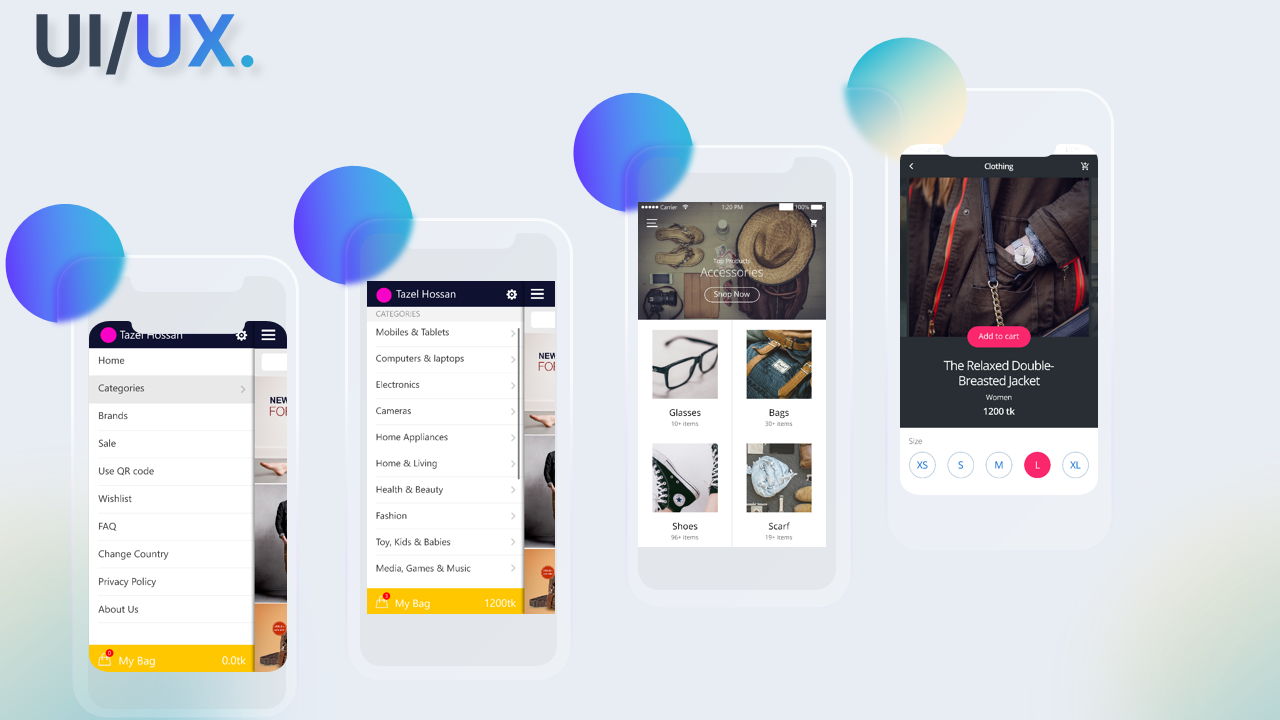 UI/UX.
Tazel Hossan
Home
Categories
Brands
Sale
Use QR code
Wishlist
FAQ
Change Country
Privacy Policy
About Us
0
My Bag 0.0tk
NEW
FOR
Tazel Hossan
CATEGORIES
Mobiles & Tablets
Computers & laptops
Electronics
Cameras
Home Appliances
Home & Living
Health & Beauty
Fashion
Toy, Kids & Babies
Media, Games & Music
My Bag 1200tk
NEW
FO
Carrier 1:20 PM 100%
Top Products
Accessories
Shop Now
Glasses
10+ items
Bags
30+ items
Shoes
96+ items
Scarf
19+ items
Clothing
Add to cart
The Relaxed Double-
Breasted Jacket
Women
1200 tk
Size
XS S M L XL